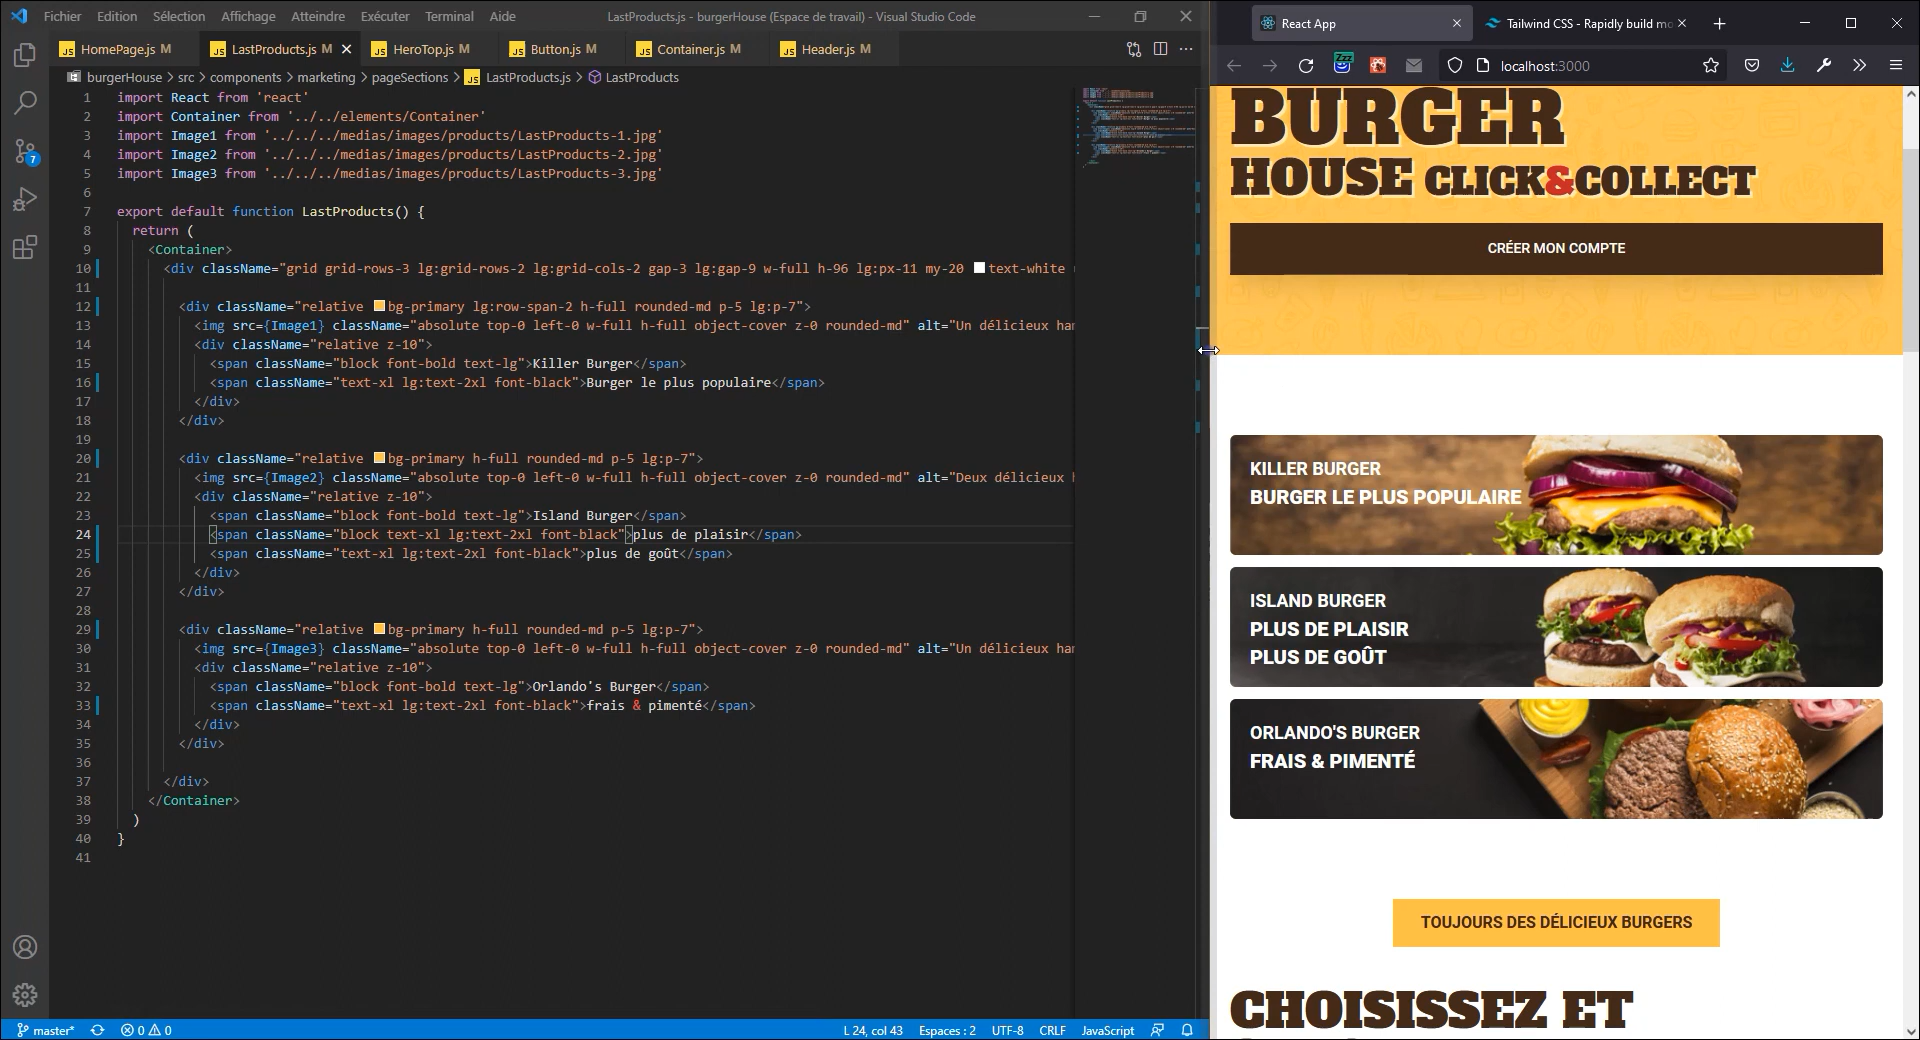 Fichier Edition Sélection Affichage Atteindre Exécuter Terminal Aide
LastProducts.js - burgerHouse (Espace de travail) - Visual Studio Code
HomePage.js M LastProducts.js M HeroTop.js M Button.js M Container.js M Header.js M
burgerHouse > src > components > marketing > pageSections > LastProducts.js > LastProducts
1 import React from 'react'
2 import Container from '../../elements/Container'
3 import Image1 from '../../../medias/images/products/LastProducts-1.jpg'
4 import Image2 from '../../../medias/images/products/LastProducts-2.jpg'
5 import Image3 from '../../../medias/images/products/LastProducts-3.jpg'
6
7 export default function LastProducts() {
8 return (
9 <Container>
10 <div className="grid grid-rows-3 lg:grid-rows-2 lg:grid-cols-2 gap-3 lg:gap-9 w-full h-96 lg:px-11 my-20 text-white
11
12 <div className="relative bg-primary lg:row-span-2 h-full rounded-md p-5 lg:p-7">
13 <img src={Image1} className="absolute top-0 left-0 w-full h-full object-cover z-0 rounded-md" alt="Un délicieux ham
14 <div className="relative z-10">
15 <span className="block font-bold text-lg">Killer Burger</span>
16 <span className="text-xl lg:text-2xl font-black">Burger le plus populaire</span>
17 </div>
18 </div>
19
20 <div className="relative bg-primary h-full rounded-md p-5 lg:p-7">
21 <img src={Image2} className="absolute top-0 left-0 w-full h-full object-cover z-0 rounded-md" alt="Deux délicieux h
22 <div className="relative z-10">
23 <span className="block font-bold text-lg">Island Burger</span>
24 <span className="block text-xl lg:text-2xl font-black">plus de plaisir</span>
25 <span className="text-xl lg:text-2xl font-black">plus de goût</span>
26 </div>
27 </div>
28
29 <div className="relative bg-primary h-full rounded-md p-5 lg:p-7">
30 <img src={Image3} className="absolute top-0 left-0 w-full h-full object-cover z-0 rounded-md" alt="Un délicieux ham
31 <div className="relative z-10">
32 <span className="block font-bold text-lg">Orlando's Burger</span>
33 <span className="text-xl lg:text-2xl font-black">frais & pimenté</span>
34 </div>
35 </div>
36
37 </div>
38 </Container>
39 )
40 }
41
7
master* 0 0
L 24, col 43 Espaces : 2 UTF-8 CRLF JavaScript
React App
Tailwind CSS - Rapidly build mo
localhost:3000
BURGER
HOUSE CLICK&COLLECT
CRÉER MON COMPTE
KILLER BURGER
BURGER LE PLUS POPULAIRE
ISLAND BURGER
PLUS DE PLAISIR
PLUS DE GOÛT
ORLANDO'S BURGER
FRAIS & PIMENTÉ
TOUJOURS DES DÉLICIEUX BURGERS
CHOISISSEZ ET